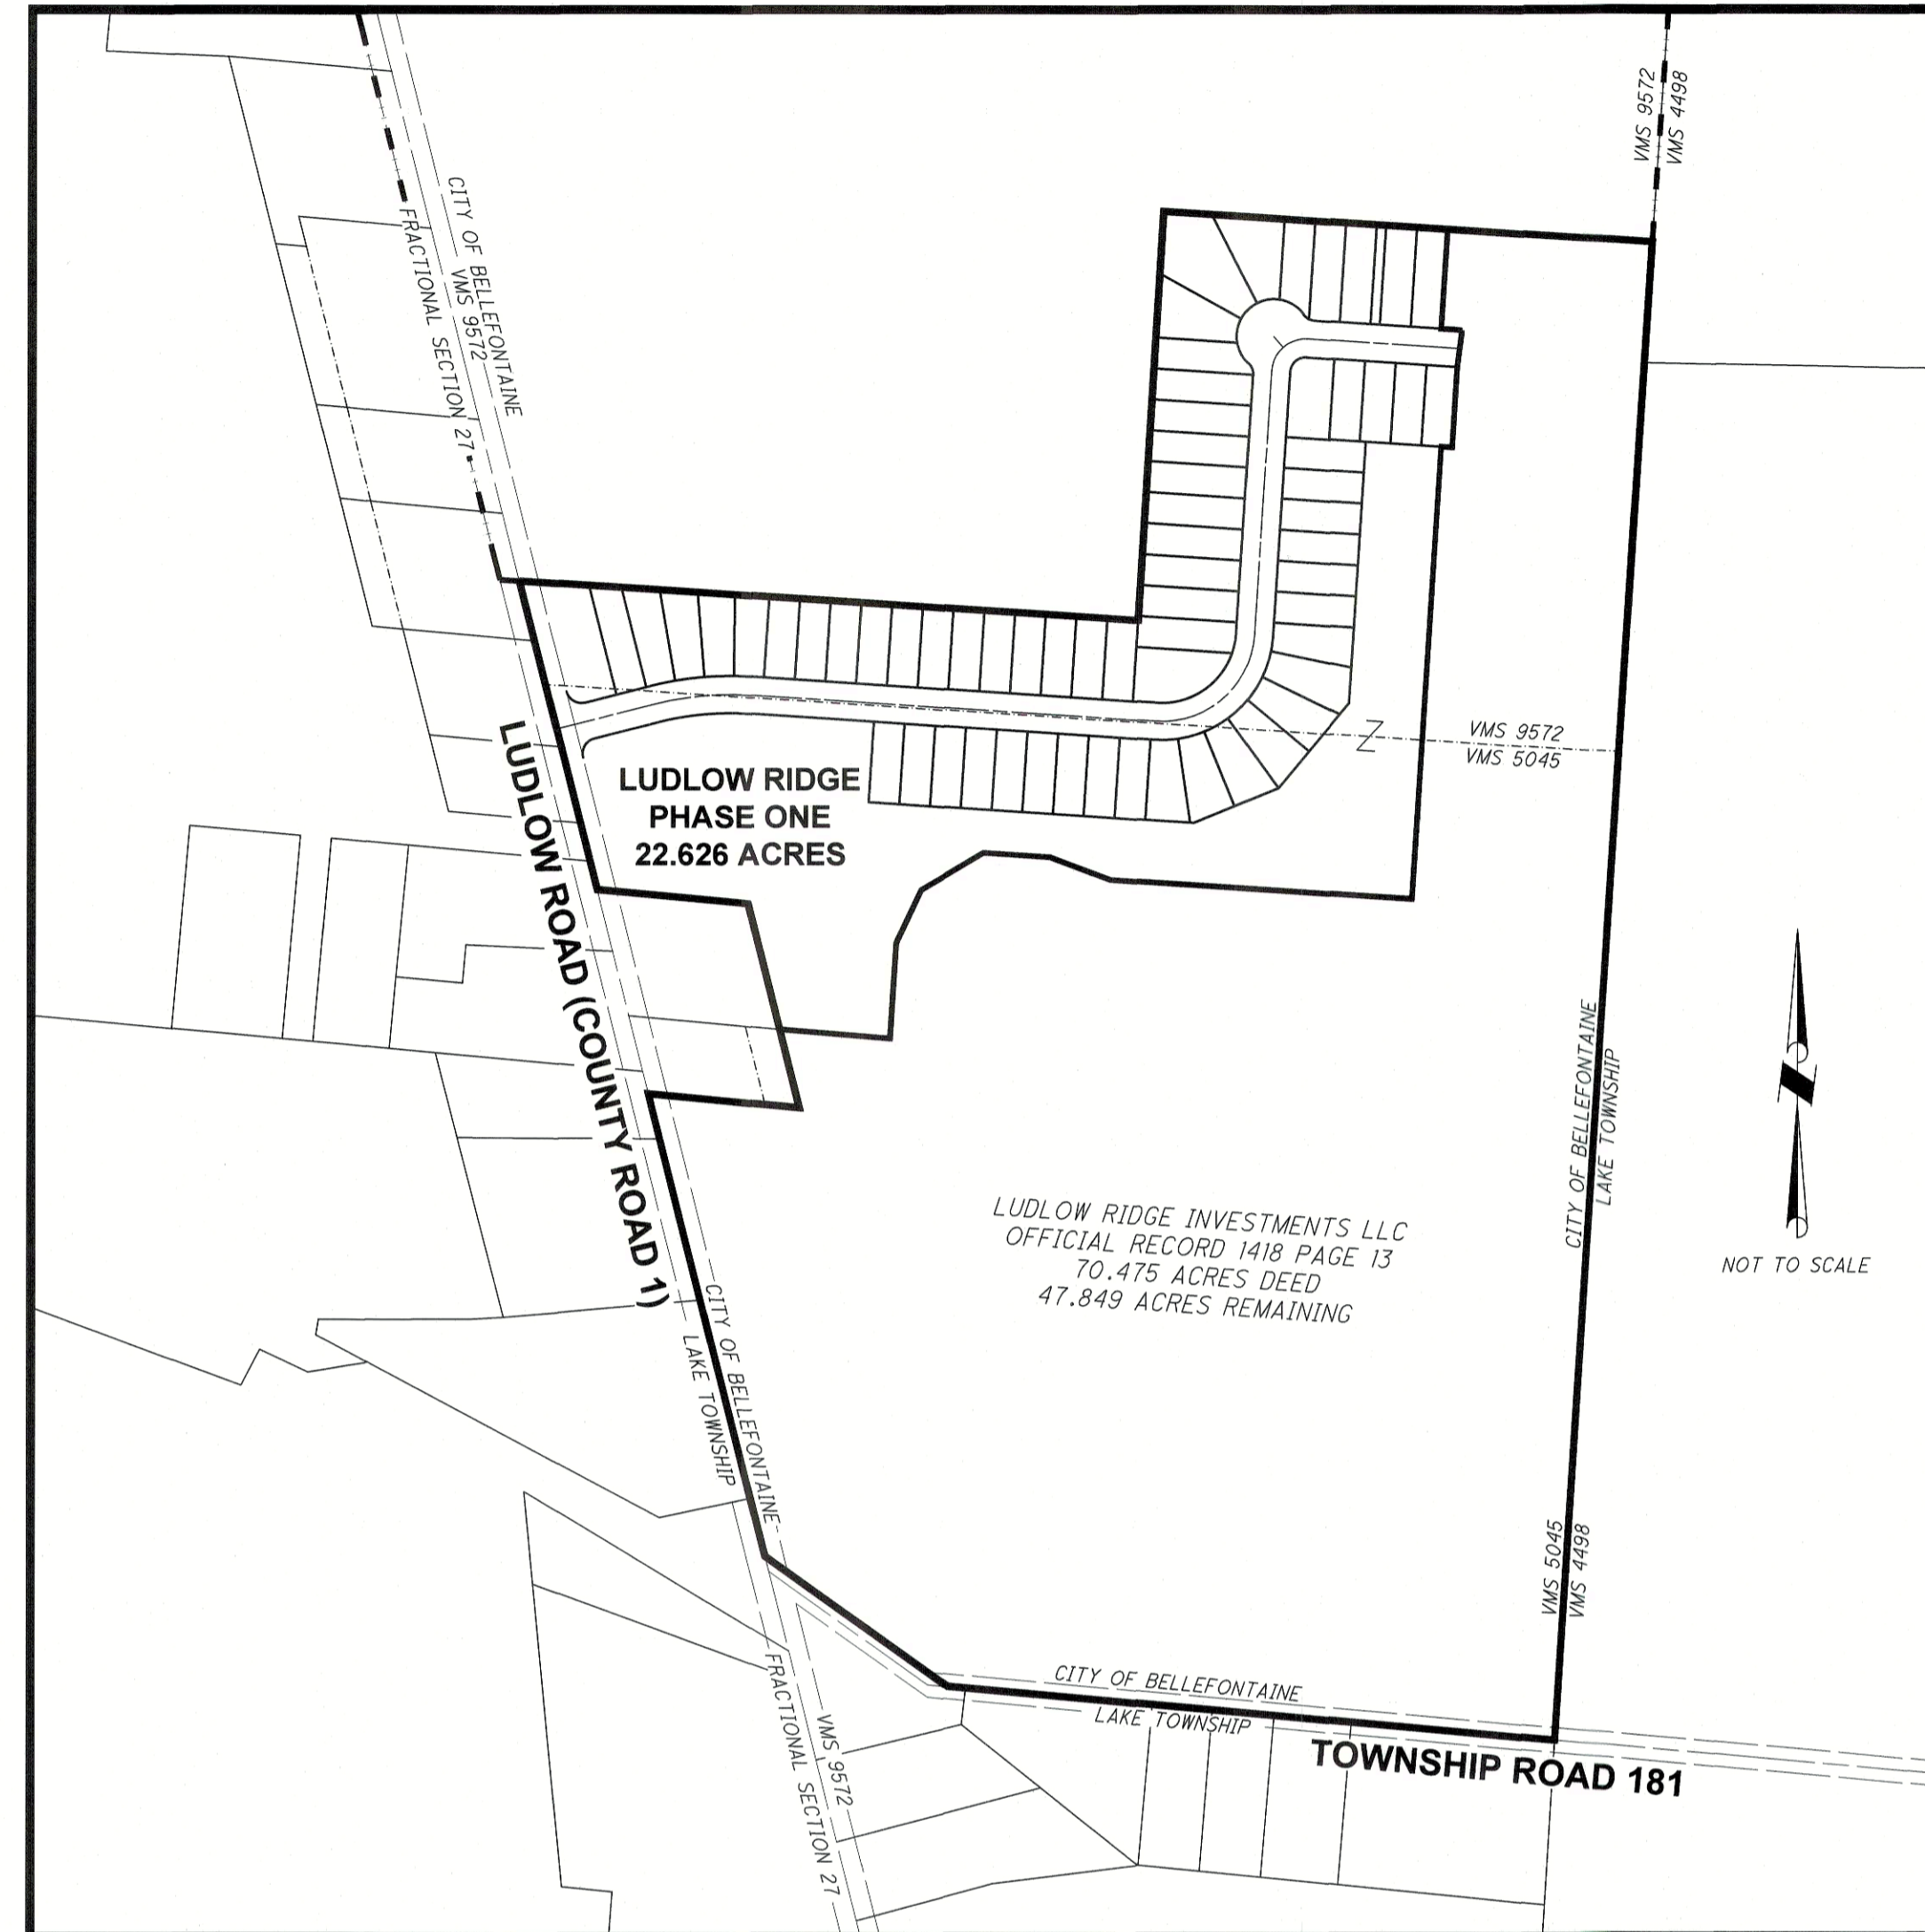 VMS 9572
VMS 4498
CITY OF BELLEFONTAINE
VMS 9572
FRACTIONAL SECTION 27
VMS 9572
VMS 5045
LUDLOW RIDGE
PHASE ONE
22.626 ACRES
LUDLOW ROAD (COUNTY ROAD 1)
CITY OF BELLEFONTAINE
LAKE TOWNSHIP
LUDLOW RIDGE INVESTMENTS LLC
OFFICIAL RECORD 1418 PAGE 13
70.475 ACRES DEED
47.849 ACRES REMAINING
NOT TO SCALE
CITY OF BELLEFONTAINE
LAKE TOWNSHIP
VMS 5045
VMS 4498
CITY OF BELLEFONTAINE
LAKE TOWNSHIP
TOWNSHIP ROAD 181
VMS 9572
FRACTIONAL SECTION 27